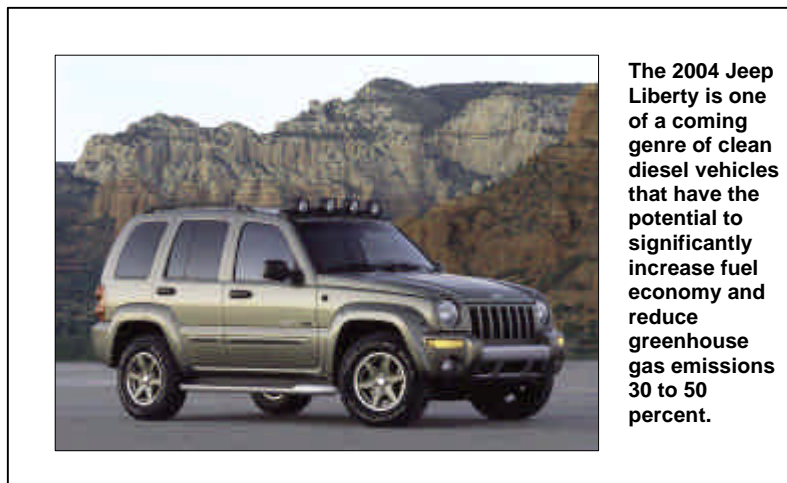 The 2004 Jeep
Liberty is one
of a coming
genre of clean
diesel vehicles
that have the
potential to
significantly
increase fuel
economy and
reduce
greenhouse
gas emissions
30 to 50
percent.